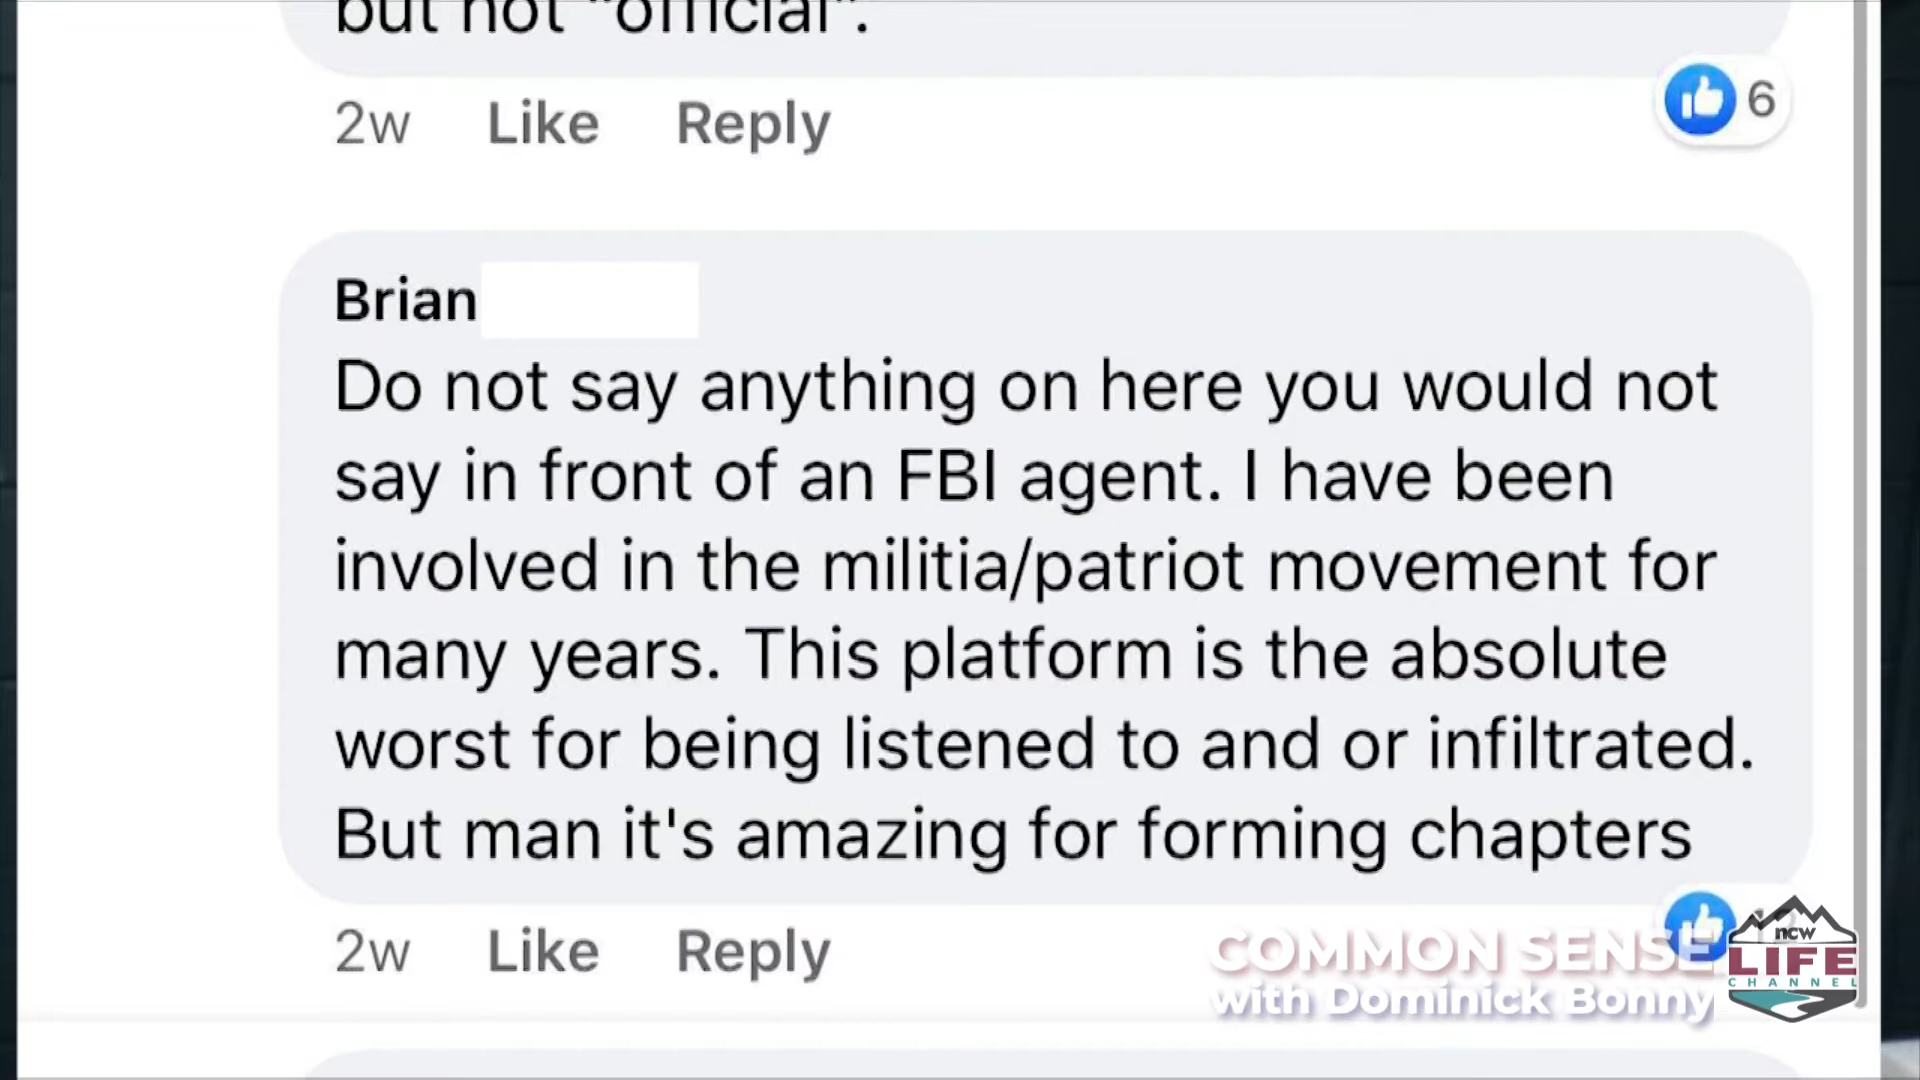 but not "official".
2w Like Reply 6
Brian
Do not say anything on here you would not
say in front of an FBI agent. I have been
involved in the militia/patriot movement for
many years. This platform is the absolute
worst for being listened to and or infiltrated.
But man it's amazing for forming chapters
2w Like Reply
COMMON SENSE
with Dominick Bonny
ncw
LIFE
CHANNEL